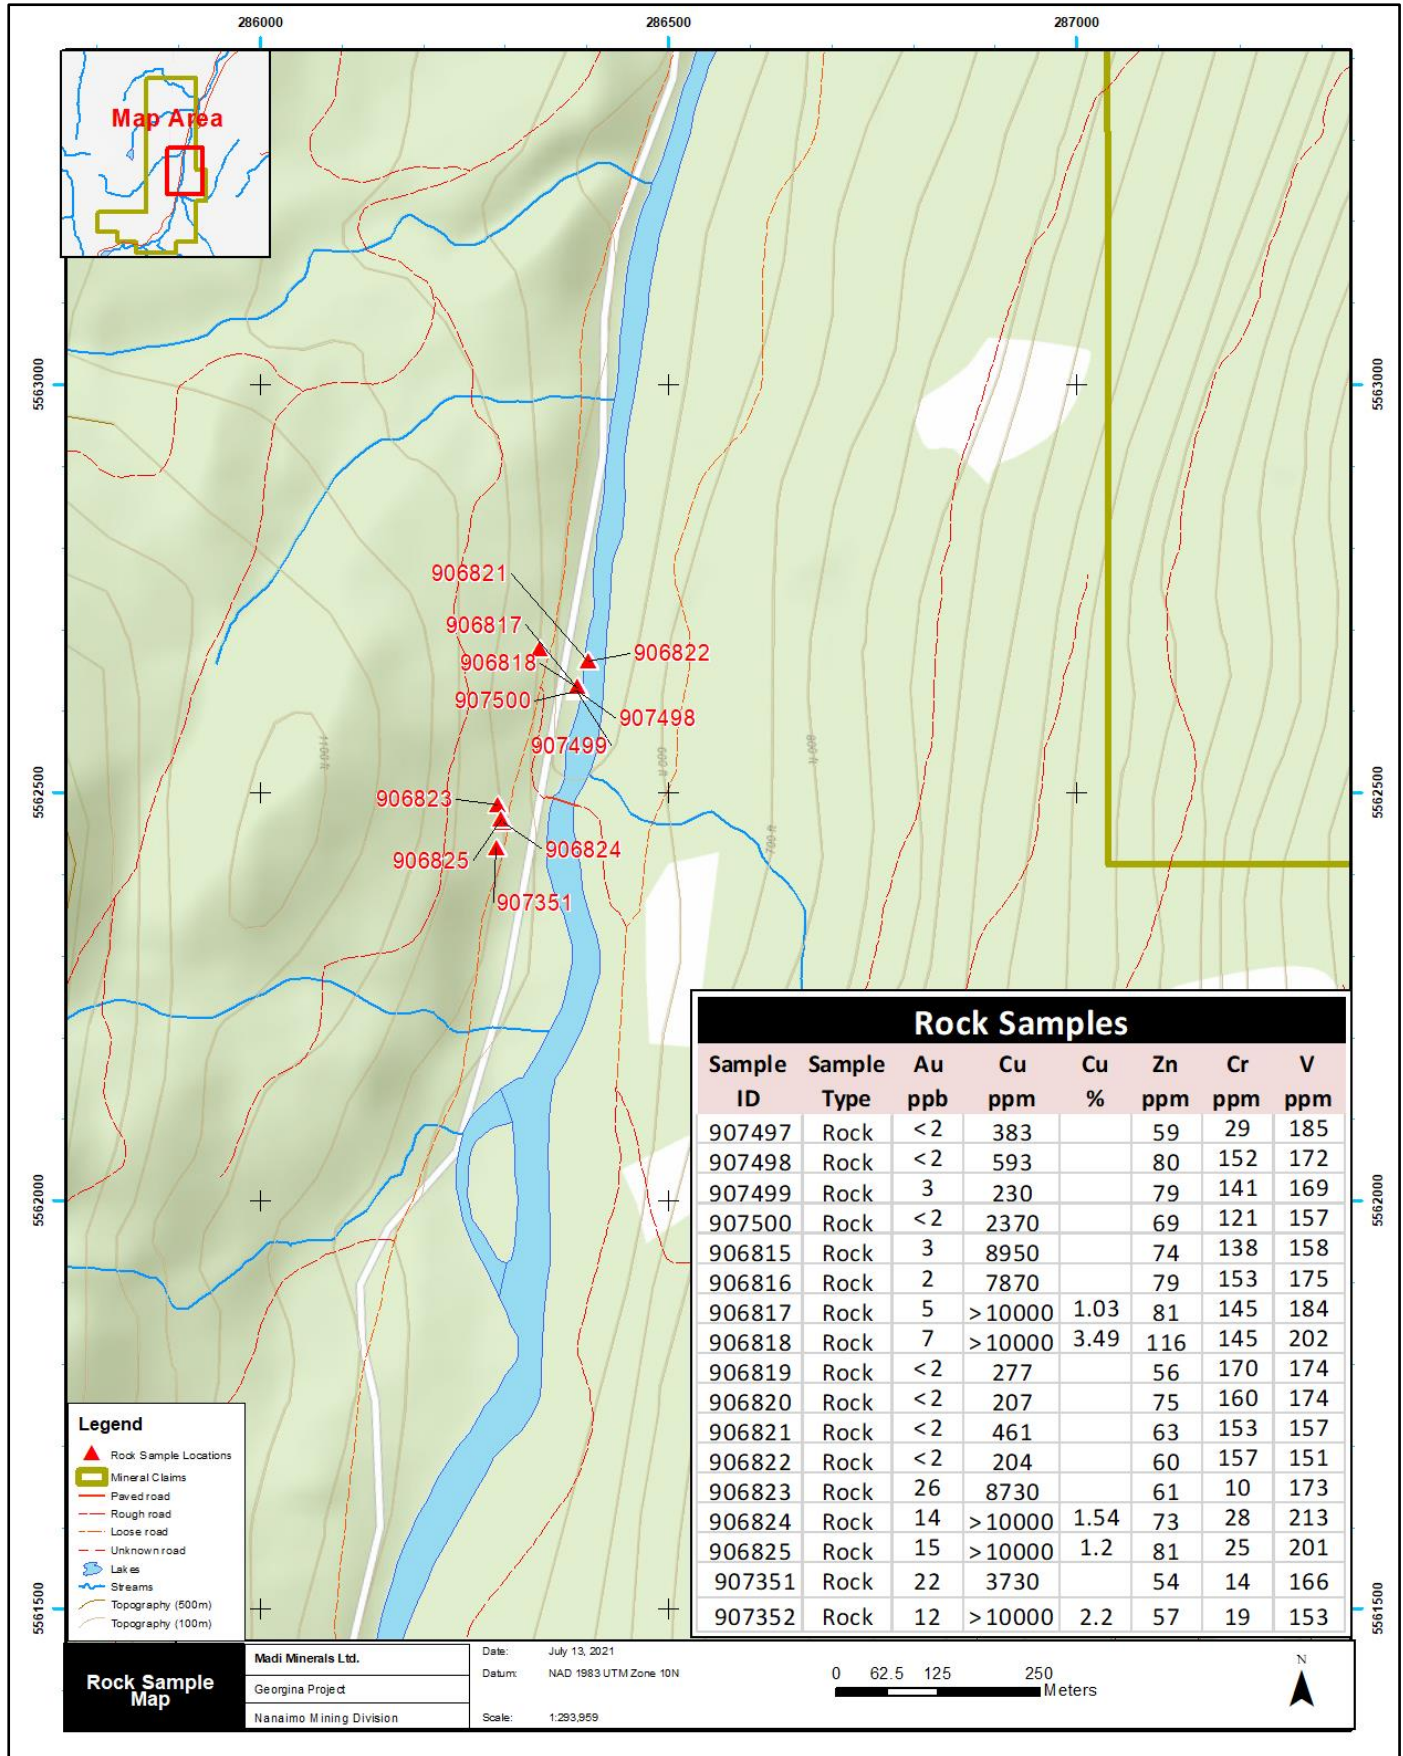 286000 286500 287000
Map Area
5563000 5563000
906821
906817
906818 906822
907500
907498
907499
1100 ft 600 ft 800 ft
5562500 5562500
906823
906825 906824
700 ft
907351
Rock Samples
Sample Sample Au Cu Cu Zn Cr V
ID Type ppb ppm % ppm ppm ppm
907497 Rock <2 383 59 29 185
907498 Rock <2 593 80 152 172
907499 Rock 3 230 79 141 169
907500 Rock <2 2370 69 121 157
906815 Rock 3 8950 74 138 158
906816 Rock 2 7870 79 153 175
906817 Rock 5 >10000 1.03 81 145 184
906818 Rock 7 >10000 3.49 116 145 202
906819 Rock <2 277 56 170 174
906820 Rock <2 207 75 160 174
906821 Rock <2 461 63 153 157
906822 Rock <2 204 60 157 151
906823 Rock 26 8730 61 10 173
906824 Rock 14 >10000 1.54 73 28 213
906825 Rock 15 >10000 1.2 81 25 201
907351 Rock 22 3730 54 14 166
907352 Rock 12 >10000 2.2 57 19 153
5562000 5562000
Legend
Rock Sample Locations
Mineral Claims
Paved road
Rough road
Loose road
Unknown road
Lakes
Streams
Topography (500m)
Topography (100m)
5561500 5561500
Rock Sample
Map
Madi Minerals Ltd.
Georgina Project
Nanaimo Mining Division
Date: July 13, 2021
Datum: NAD 1983 UTM Zone 10N
Scale: 1:293,959
0 62.5 125 250
Meters
N